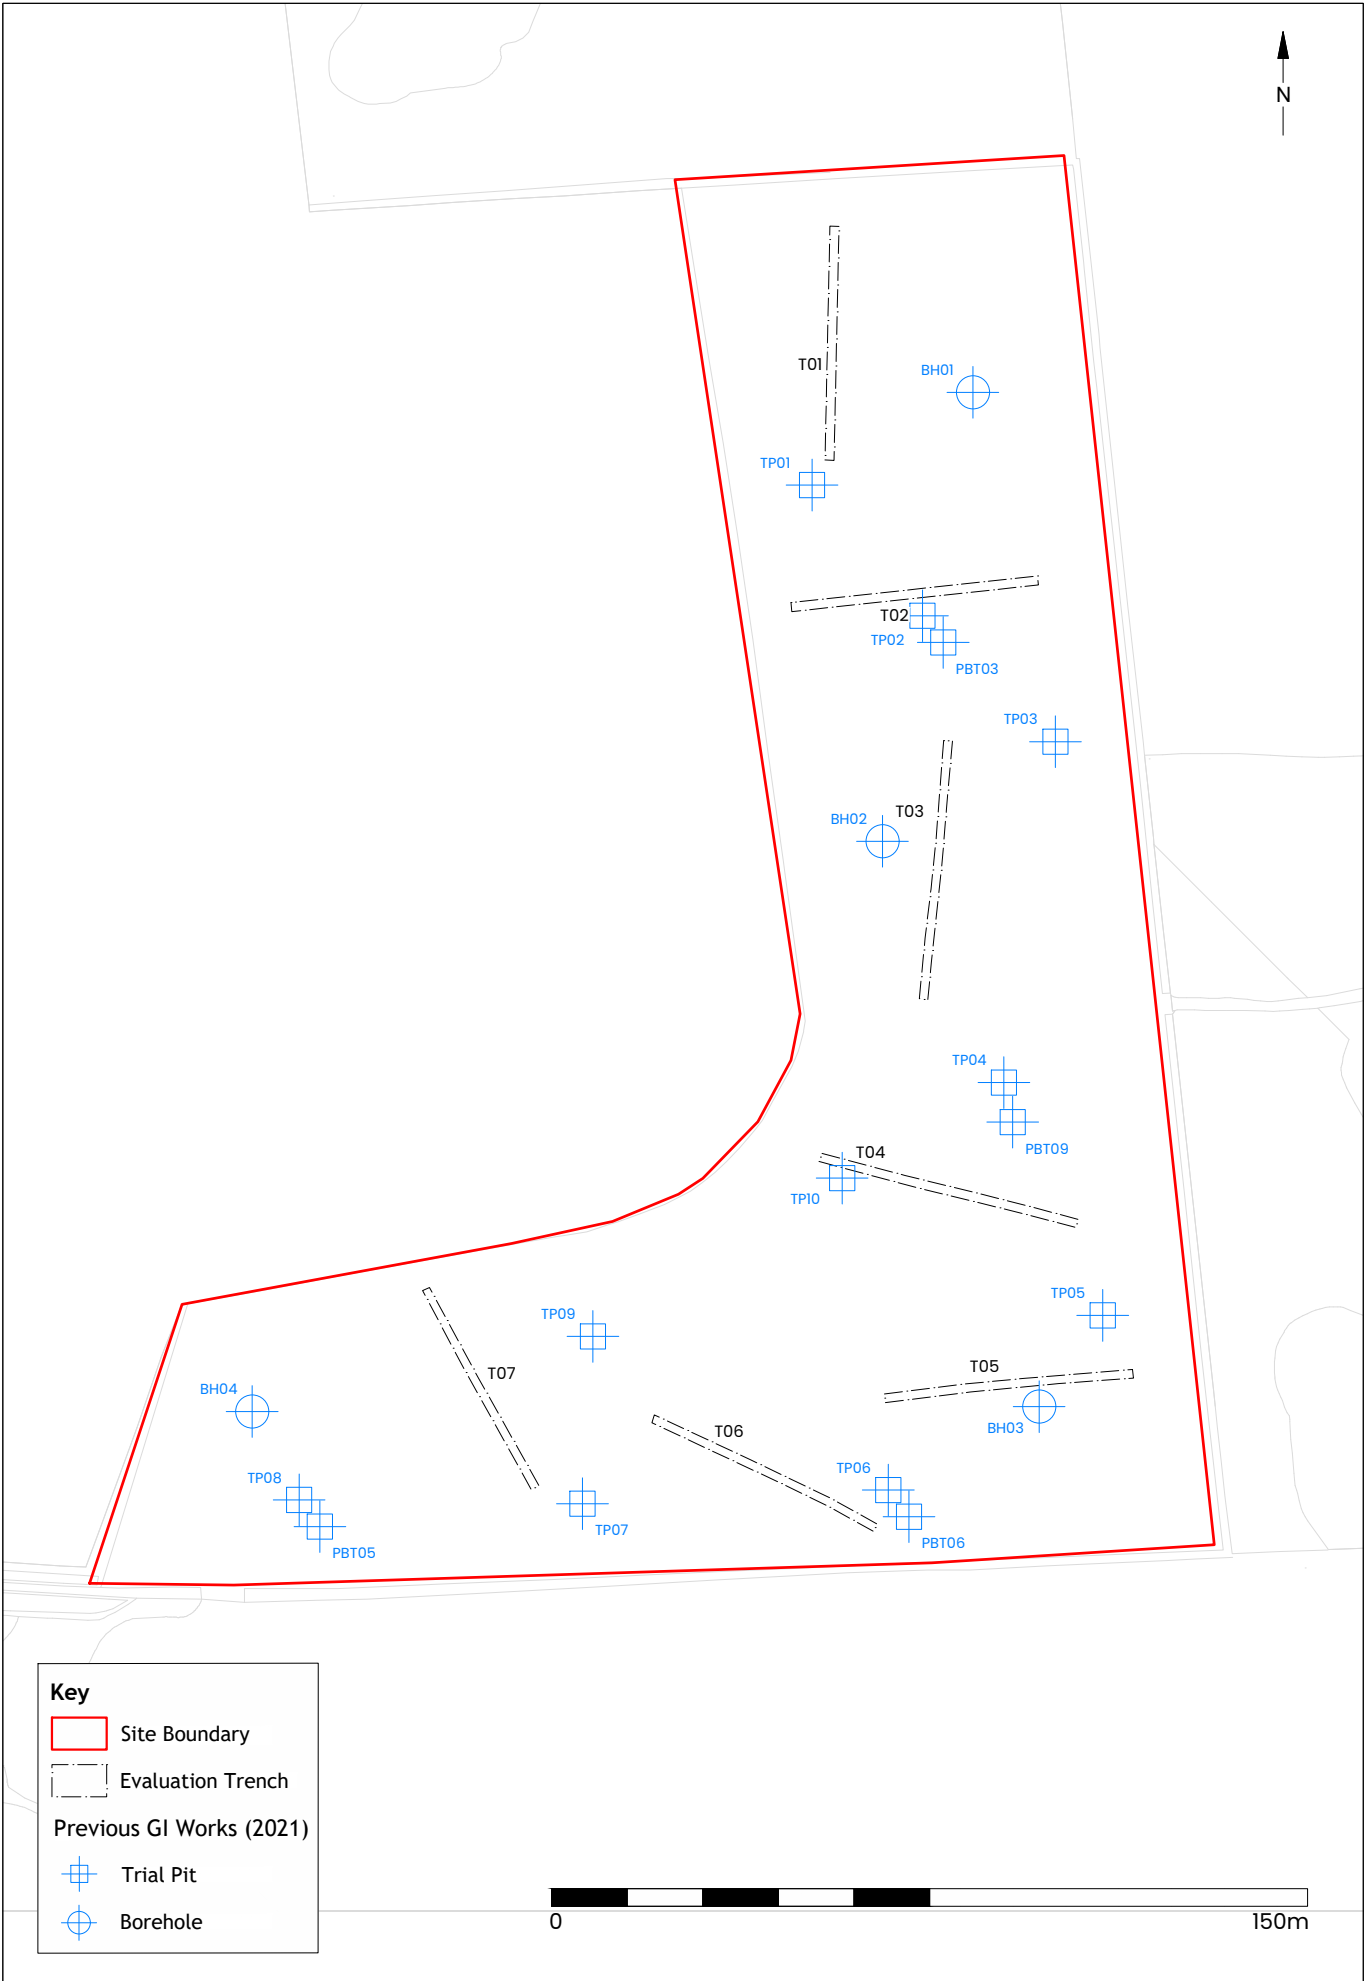 N
T01
BH01
TP01
T02
TP02
PBT03
TP03
T03
BH02
TP04
PBT09
T04
TP10
TP05
TP09
T07
T05
BH04
BH03
T06
TP06
TP08
TP07
PBT06
PBT05
Key
Site Boundary
Evaluation Trench
Previous GI Works (2021)
Trial Pit
Borehole
0
150m